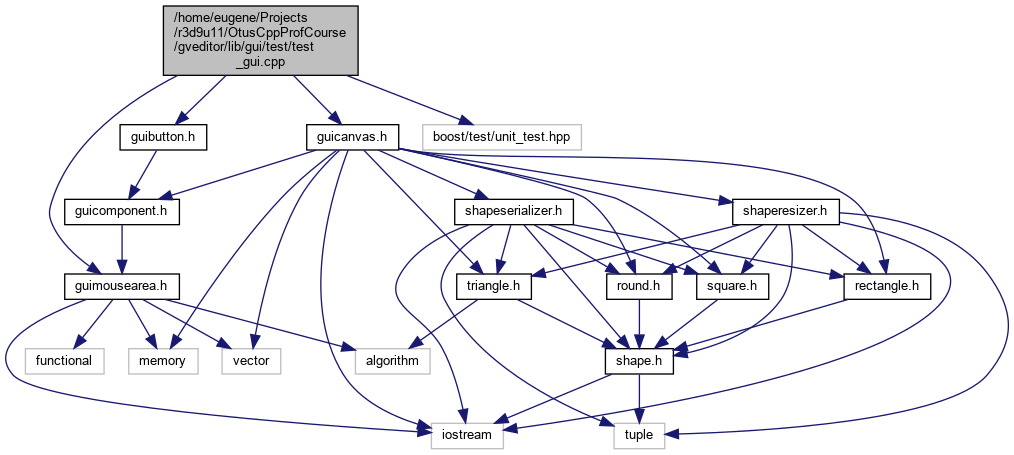 /home/eugene/Projects
/r3d9u11/OtusCppProfCourse
/gveditor/lib/gui/test/test
_gui.cpp
guibutton.h
guicanvas.h
boost/test/unit_test.hpp
guicomponent.h
shapeserializer.h
shaperesizer.h
guimousearea.h
triangle.h
round.h
square.h
rectangle.h
functional
memory
vector
algorithm
shape.h
iostream
tuple